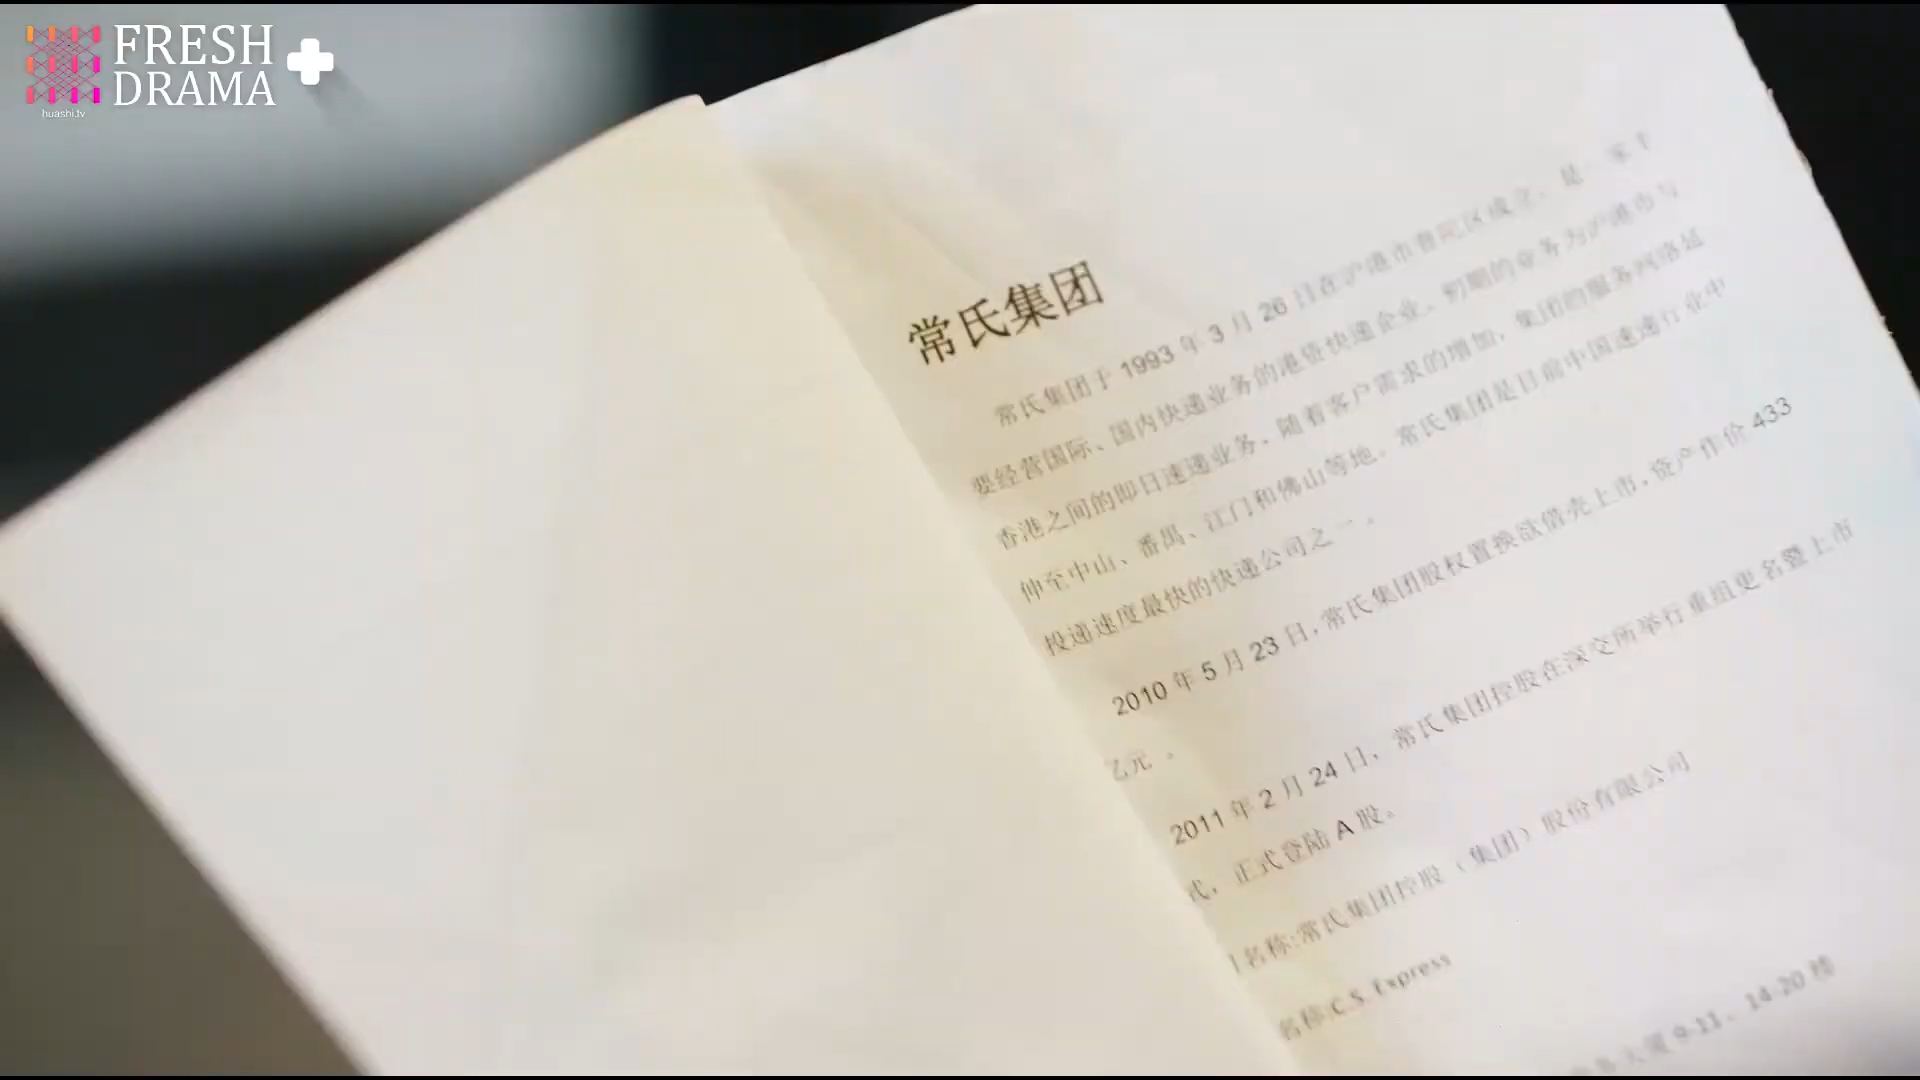 FRESH
DRAMA
huashi.tv
常氏集团
常氏集团于 1993 年 3 月 26 日在沪港市普陀区成立，是一家主
要经营国际、国内快递业务的港资快递企业。初期的业务为沪港市与
香港之间的即日速递业务，随着客户需求的增加，集团的服务网络延
伸至中山、番禺、江门和佛山等地。常氏集团是目前中国速递行业中
投递速度最快的快递公司之一。
2010 年 5 月 23 日，常氏集团股权置换欲借壳上市，资产作价 433
亿元 。
2011 年 2 月 24 日，常氏集团控股在深交所举行重组更名暨上市
式，正式登陆 A 股。
名称:常氏集团控股（集团）股份有限公司
名称:C.S. Express
大厦 9-11、14-20 楼